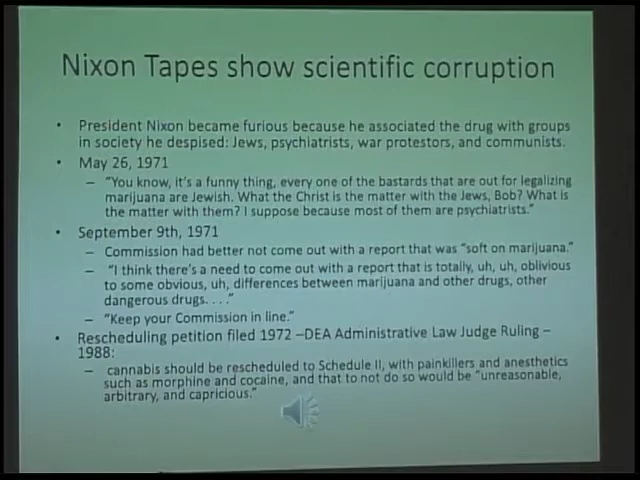 Nixon Tapes show scientific corruption
• President Nixon became furious because he associated the drug with groups
in society he despised: Jews, psychiatrists, war protestors, and communists.
• May 26, 1971
– "You know, it's a funny thing, every one of the bastards that are out for legalizing
marijuana are Jewish. What the Christ is the matter with the Jews, Bob? What is
the matter with them? I suppose because most of them are psychiatrists."
• September 9th, 1971
– Commission had better not come out with a report that was "soft on marijuana."
– "I think there's a need to come out with a report that is totally, uh, uh, oblivious
to some obvious, uh, differences between marijuana and other drugs, other
dangerous drugs. . . ."
– "Keep your Commission in line."
• Rescheduling petition filed 1972 –DEA Administrative Law Judge Ruling –
1988:
– cannabis should be rescheduled to Schedule II, with painkillers and anesthetics
such as morphine and cocaine, and that to not do so would be "unreasonable,
arbitrary, and capricious."